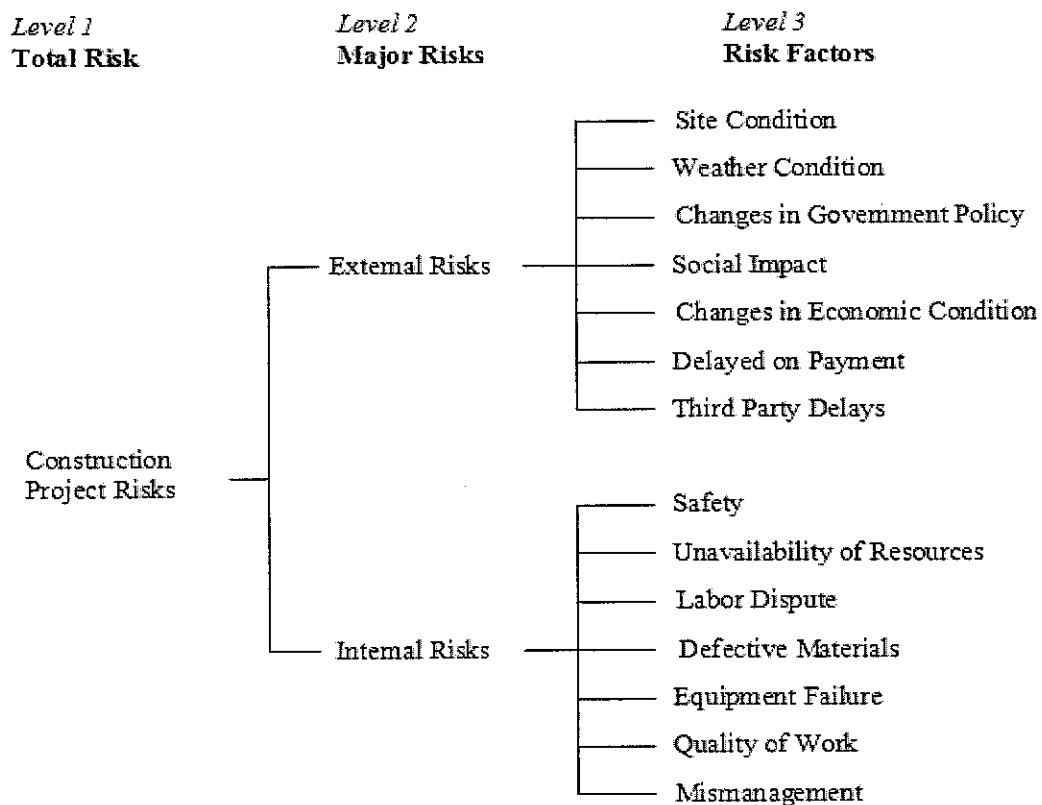 Level 1
Total Risk
Level 2
Major Risks
Level 3
Risk Factors
Site Condition
Weather Condition
Changes in Government Policy
External Risks
Social Impact
Changes in Economic Condition
Delayed on Payment
Third Party Delays
Construction
Project Risks
Safety
Unavailability of Resources
Labor Dispute
Internal Risks
Defective Materials
Equipment Failure
Quality of Work
Mismanagement